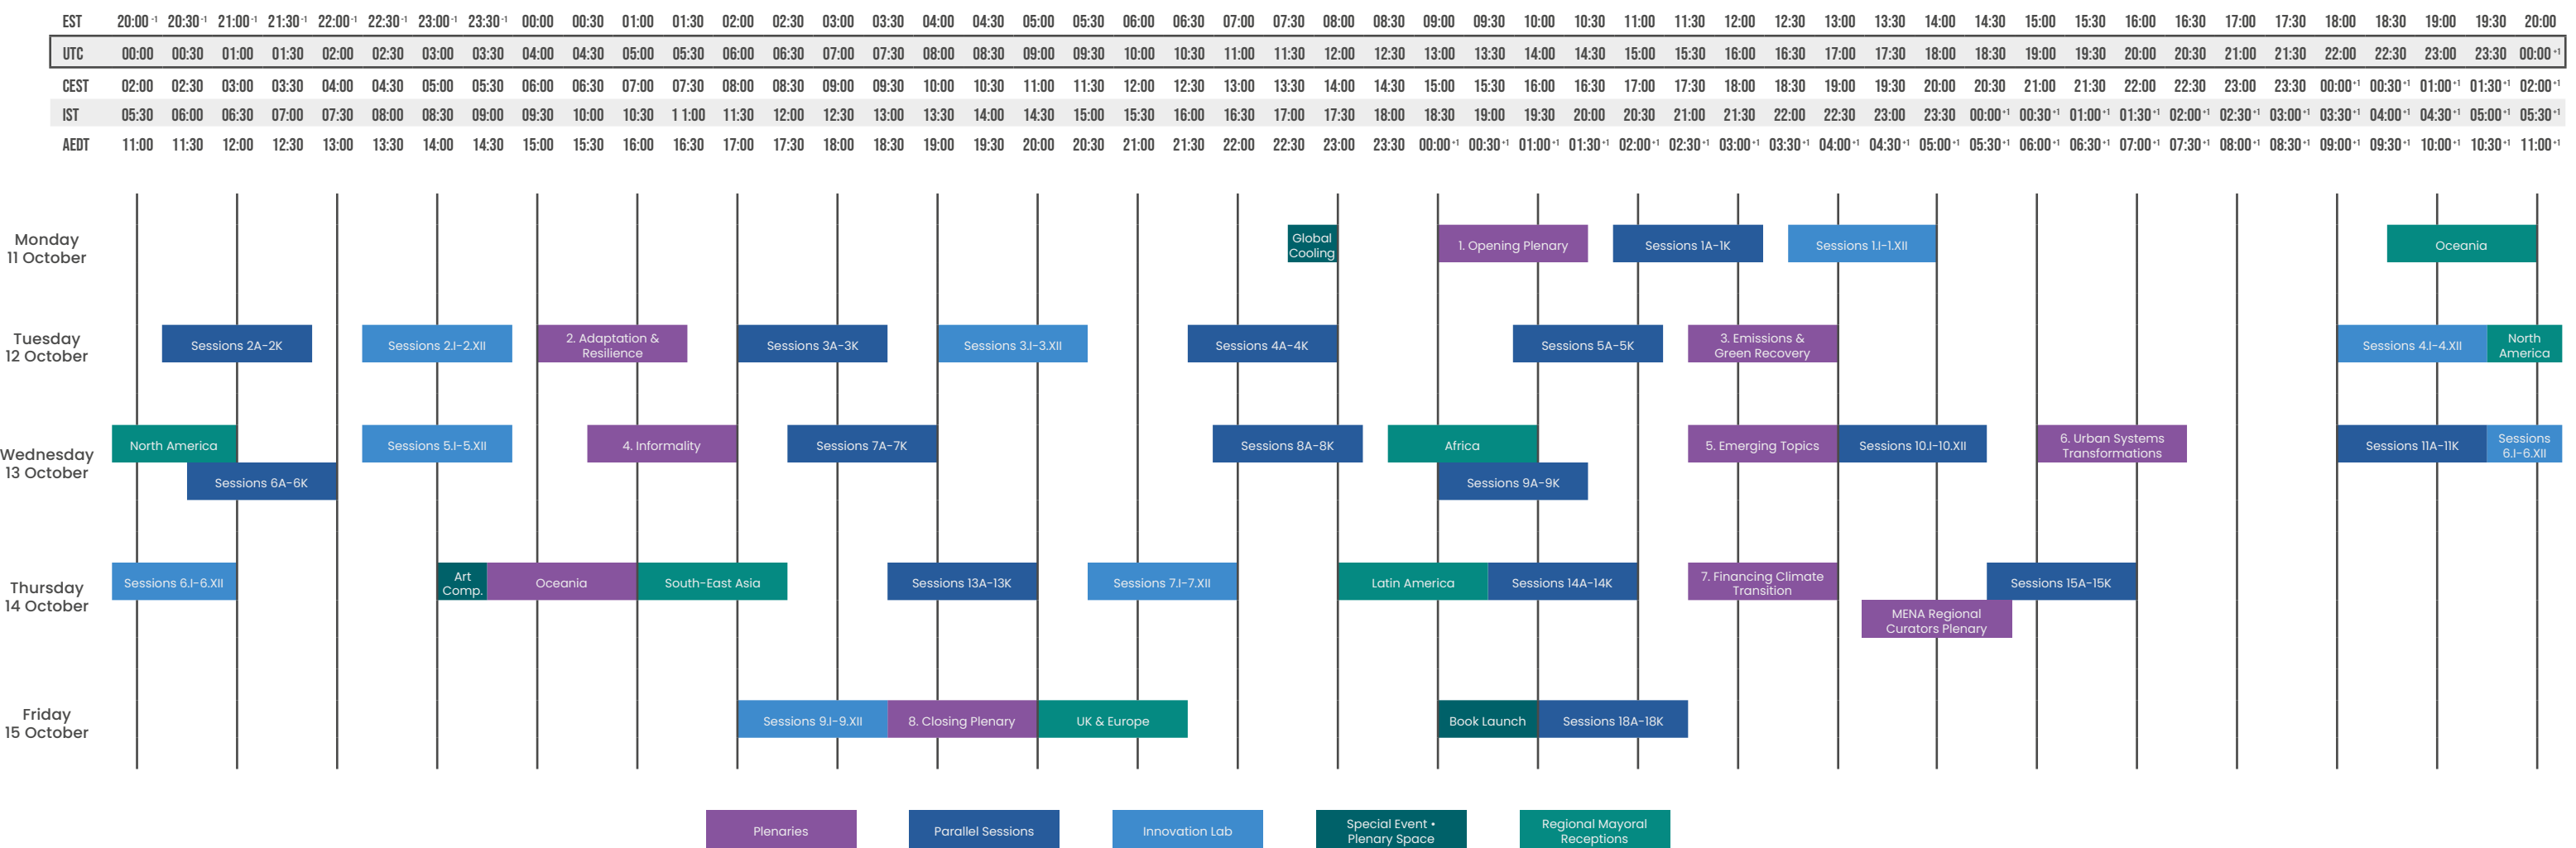 EST 20:00 -1 20:30 -1 21:00 -1 21:30 -1 22:00 -1 22:30 -1 23:00 -1 23:30 -1 00:00 00:30 01:00 01:30 02:00 02:30 03:00 03:30 04:00 04:30 05:00 05:30 06:00 06:30 07:00 07:30 08:00 08:30 09:00 09:30 10:00 10:30 11:00 11:30 12:00 12:30 13:00 13:30 14:00 14:30 15:00 15:30 16:00 16:30 17:00 17:30 18:00 18:30 19:00 19:30 20:00
UTC 00:00 00:30 01:00 01:30 02:00 02:30 03:00 03:30 04:00 04:30 05:00 05:30 06:00 06:30 07:00 07:30 08:00 08:30 09:00 09:30 10:00 10:30 11:00 11:30 12:00 12:30 13:00 13:30 14:00 14:30 15:00 15:30 16:00 16:30 17:00 17:30 18:00 18:30 19:00 19:30 20:00 20:30 21:00 21:30 22:00 22:30 23:00 23:30 00:00 +1
CEST 02:00 02:30 03:00 03:30 04:00 04:30 05:00 05:30 06:00 06:30 07:00 07:30 08:00 08:30 09:00 09:30 10:00 10:30 11:00 11:30 12:00 12:30 13:00 13:30 14:00 14:30 15:00 15:30 16:00 16:30 17:00 17:30 18:00 18:30 19:00 19:30 20:00 20:30 21:00 21:30 22:00 22:30 23:00 23:30 00:00 +1 00:30 +1 01:00 +1 01:30 +1 02:00 +1
IST 05:30 06:00 06:30 07:00 07:30 08:00 08:30 09:00 09:30 10:00 10:30 11:00 11:30 12:00 12:30 13:00 13:30 14:00 14:30 15:00 15:30 16:00 16:30 17:00 17:30 18:00 18:30 19:00 19:30 20:00 20:30 21:00 21:30 22:00 22:30 23:00 23:30 00:00 +1 00:30 +1 01:00 +1 01:30 +1 02:00 +1 02:30 +1 03:00 +1 03:30 +1 04:00 +1 04:30 +1 05:00 +1 05:30 +1
AEDT 11:00 11:30 12:00 12:30 13:00 13:30 14:00 14:30 15:00 15:30 16:00 16:30 17:00 17:30 18:00 18:30 19:00 19:30 20:00 20:30 21:00 21:30 22:00 22:30 23:00 23:30 00:00 +1 00:30 +1 01:00 +1 01:30 +1 02:00 +1 02:30 +1 03:00 +1 03:30 +1 04:00 +1 04:30 +1 05:00 +1 05:30 +1 06:00 +1 06:30 +1 07:00 +1 07:30 +1 08:00 +1 08:30 +1 09:00 +1 09:30 +1 10:00 +1 10:30 +1 11:00 +1
Monday
11 October
Global
Cooling
1. Opening Plenary
Sessions 1A-1K
Sessions 1.I-1.XII
Oceania
Tuesday
12 October
Sessions 2A-2K
Sessions 2.I-2.XII
2. Adaptation &
Resilience
Sessions 3A-3K
Sessions 3.I-3.XII
Sessions 4A-4K
Sessions 5A-5K
3. Emissions &
Green Recovery
Sessions 4.I-4.XII
North
America
Wednesday
13 October
North America
Sessions 6A-6K
Sessions 5.I-5.XII
4. Informality
Sessions 7A-7K
Sessions 8A-8K
Africa
Sessions 9A-9K
5. Emerging Topics
Sessions 10.I-10.XII
6. Urban Systems
Transformations
Sessions 11A-11K
Sessions
6.I-6.XII
Thursday
14 October
Sessions 6.I-6.XII
Art
Comp.
Oceania
South-East Asia
Sessions 13A-13K
Sessions 7.I-7.XII
Latin America
Sessions 14A-14K
7. Financing Climate
Transition
MENA Regional
Curators Plenary
Sessions 15A-15K
Friday
15 October
Sessions 9.I-9.XII
8. Closing Plenary
UK & Europe
Book Launch
Sessions 18A-18K
Plenaries
Parallel Sessions
Innovation Lab
Special Event •
Plenary Space
Regional Mayoral
Receptions